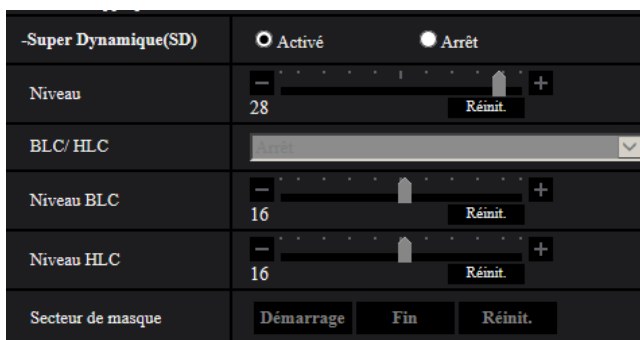 -Super Dynamique(SD) Activé Arrêt
Niveau 28 Réinit.
BLC/ HLC Arrêt
Niveau BLC 16 Réinit.
Niveau HLC 16 Réinit.
Secteur de masque Démarrage Fin Réinit.